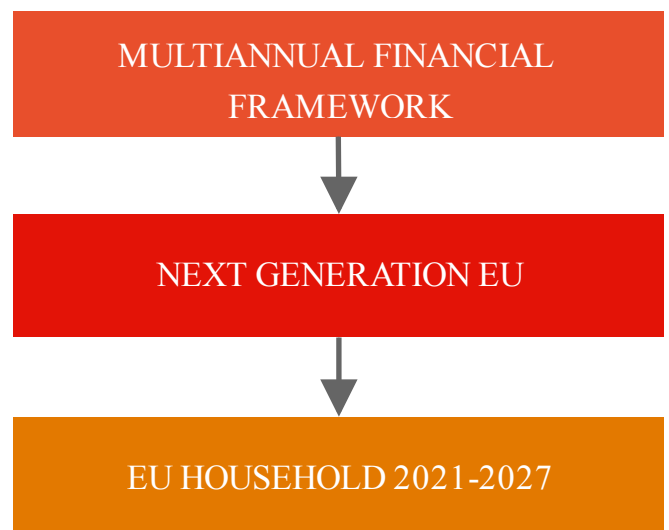 MULTIANNUAL FINANCIAL
FRAMEWORK
NEXT GENERATION EU
EU HOUSEHOLD 2021-2027